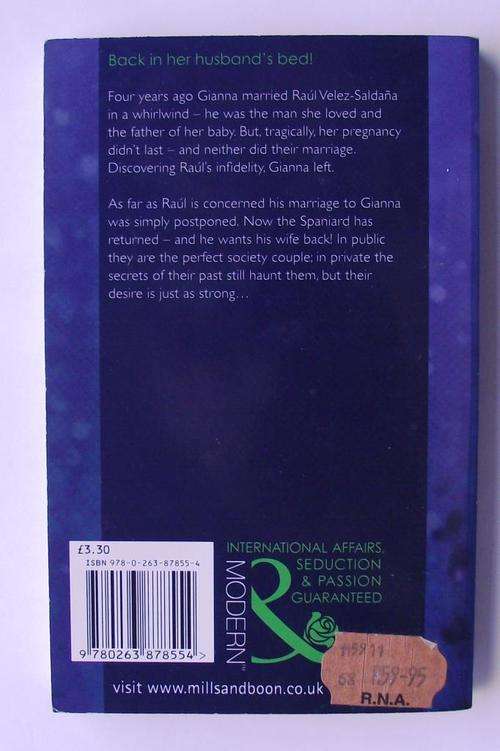 Back in her husband's bed!
Four years ago Gianna married Raúl Velez-Saldaña
in a whirlwind – he was the man she loved and
the father of her baby. But, tragically, her pregnancy
didn't last – and neither did their marriage.
Discovering Raúl's infidelity, Gianna left.
As far as Raúl is concerned his marriage to Gianna
was simply postponed. Now the Spaniard has
returned – and he wants his wife back! In public
they are the perfect society couple; in private the
secrets of their past still haunt them, but their
desire is just as strong…
£3.30
ISBN 978-0-263-87855-4
9 780263 878554 >
INTERNATIONAL AFFAIRS,
SEDUCTION
& PASSION
GUARANTEED
MODERN™
visit www.millsandboon.co.uk
R59-95
R.N.A.